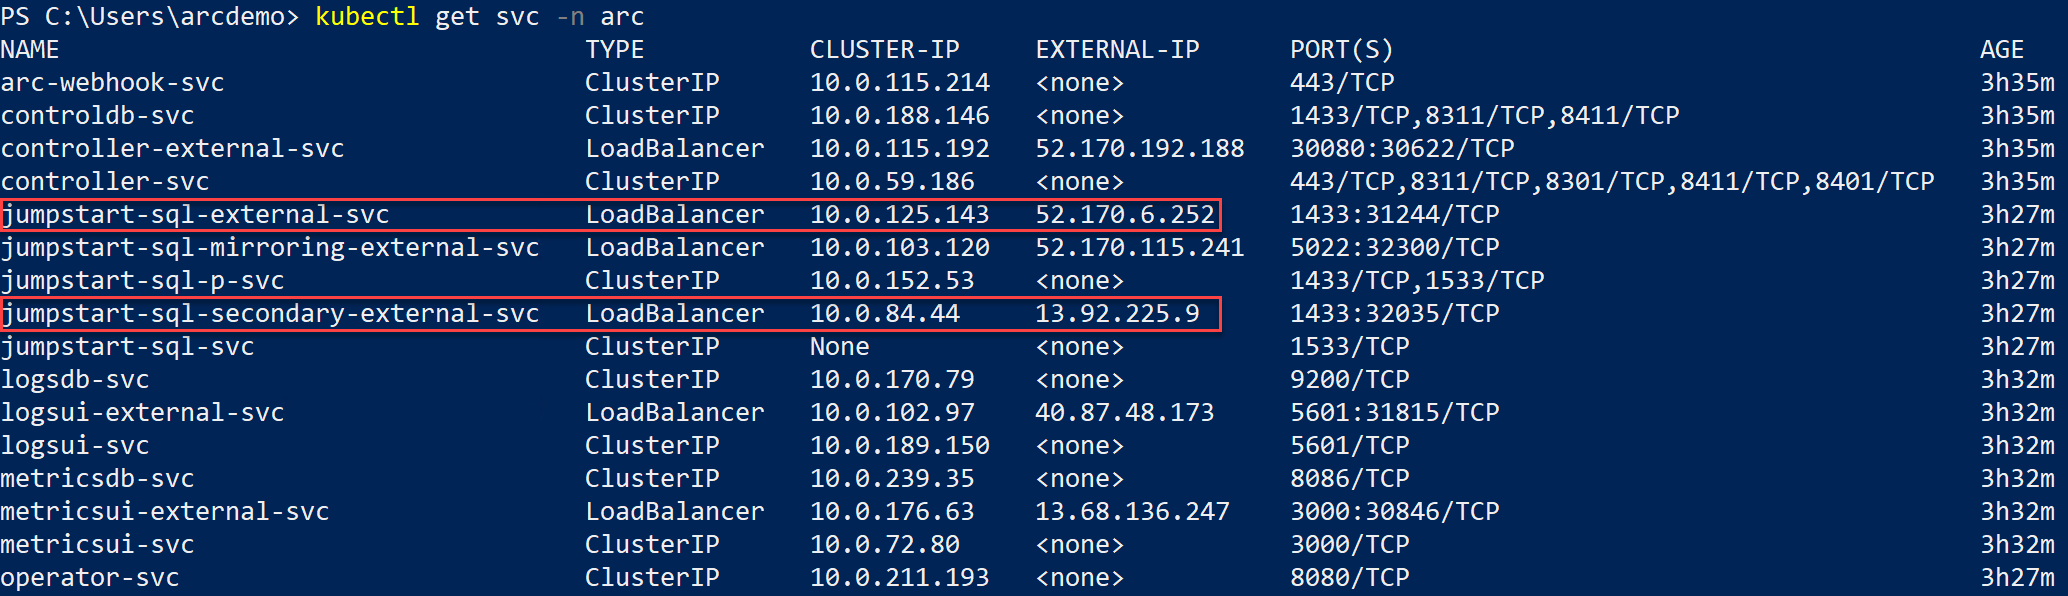 PS C:\Users\arcdemo> kubectl get svc -n arc
NAME TYPE CLUSTER-IP EXTERNAL-IP PORT(S) AGE
arc-webhook-svc ClusterIP 10.0.115.214 <none> 443/TCP 3h35m
controldb-svc ClusterIP 10.0.188.146 <none> 1433/TCP,8311/TCP,8411/TCP 3h35m
controller-external-svc LoadBalancer 10.0.115.192 52.170.192.188 30080:30622/TCP 3h35m
controller-svc ClusterIP 10.0.59.186 <none> 443/TCP,8311/TCP,8301/TCP,8411/TCP,8401/TCP 3h35m
jumpstart-sql-external-svc LoadBalancer 10.0.125.143 52.170.6.252 1433:31244/TCP 3h27m
jumpstart-sql-mirroring-external-svc LoadBalancer 10.0.103.120 52.170.115.241 5022:32300/TCP 3h27m
jumpstart-sql-p-svc ClusterIP 10.0.152.53 <none> 1433/TCP,1533/TCP 3h27m
jumpstart-sql-secondary-external-svc LoadBalancer 10.0.84.44 13.92.225.9 1433:32035/TCP 3h27m
jumpstart-sql-svc ClusterIP None <none> 1533/TCP 3h27m
logsdb-svc ClusterIP 10.0.170.79 <none> 9200/TCP 3h32m
logsui-external-svc LoadBalancer 10.0.102.97 40.87.48.173 5601:31815/TCP 3h32m
logsui-svc ClusterIP 10.0.189.150 <none> 5601/TCP 3h32m
metricsdb-svc ClusterIP 10.0.239.35 <none> 8086/TCP 3h32m
metricsui-external-svc LoadBalancer 10.0.176.63 13.68.136.247 3000:30846/TCP 3h32m
metricsui-svc ClusterIP 10.0.72.80 <none> 3000/TCP 3h32m
operator-svc ClusterIP 10.0.211.193 <none> 8080/TCP 3h27m